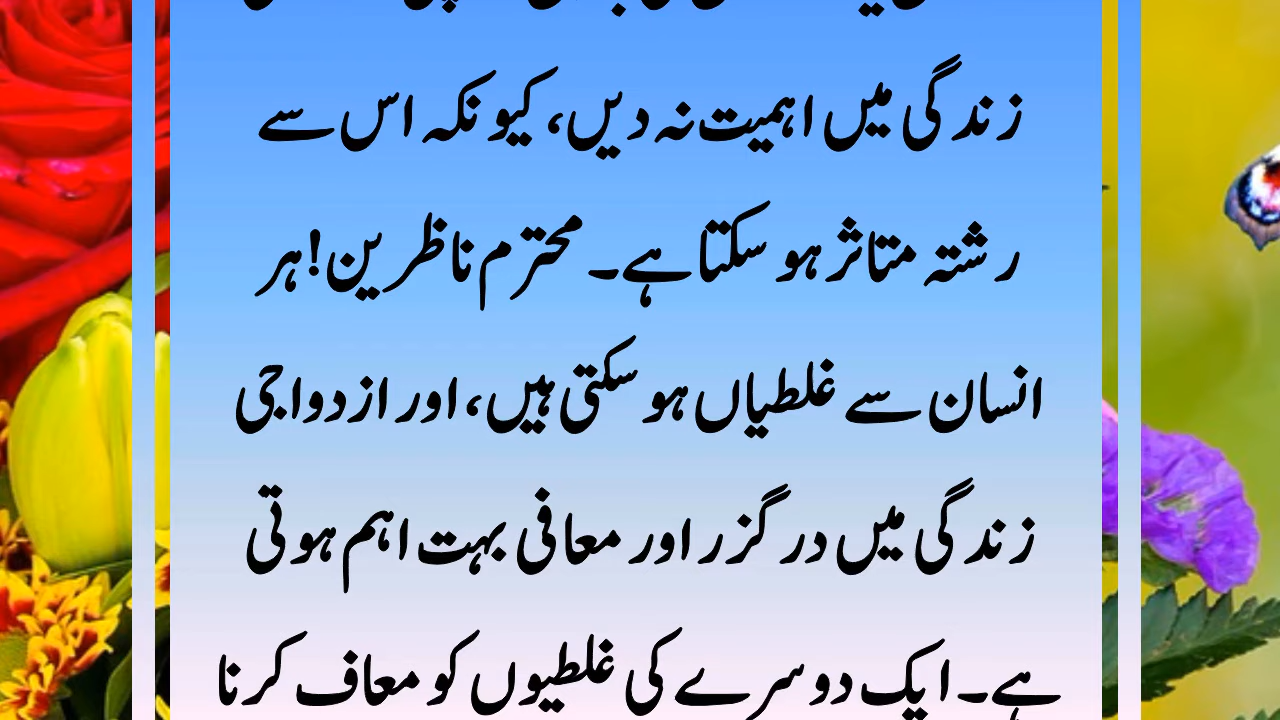 زندگی میں اہمیت نہ دیں، کیونکہ اس سے
رشتہ متاثر ہو سکتا ہے۔ محترم ناظرین! ہر
انسان سے غلطیاں ہو سکتی ہیں، اور ازدواجی
زندگی میں درگزر اور معافی بہت اہم ہوتی
ہے۔ ایک دوسرے کی غلطیوں کو معاف کرنا